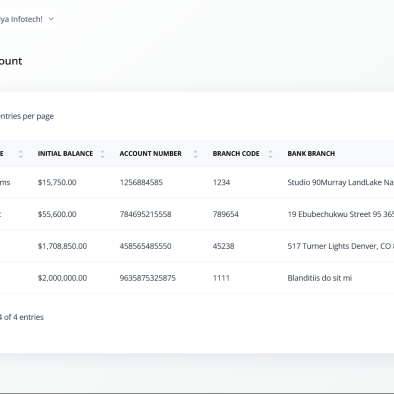 ya Infotech!
ount
entries per page
E INITIAL BALANCE ACCOUNT NUMBER BRANCH CODE BANK BRANCH
ms $15,750.00 1256884585 1234 Studio 90Murray LandLake Na
$55,600.00 784695215558 789654 19 Ebubechukwu Street 95 365
$1,708,850.00 458565485550 45238 517 Turner Lights Denver, CO
$2,000,000.00 9635875325875 1111 Blanditiis do sit mi
4 of 4 entries